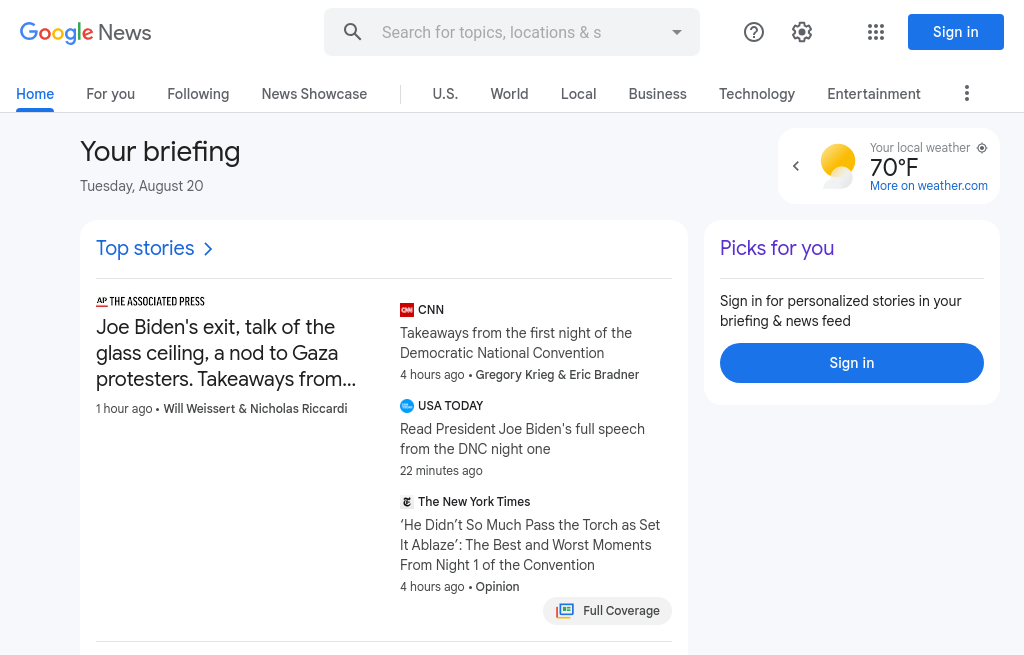 Google News
Search for topics, locations & s
Sign in
Home
For you
Following
News Showcase
U.S.
World
Local
Business
Technology
Entertainment
Your briefing
Tuesday, August 20
Your local weather
70°F
More on weather.com
Top stories
AP THE ASSOCIATED PRESS
Joe Biden's exit, talk of the
glass ceiling, a nod to Gaza
protesters. Takeaways from...
1 hour ago • Will Weissert & Nicholas Riccardi
CNN CNN
Takeaways from the first night of the
Democratic National Convention
4 hours ago • Gregory Krieg & Eric Bradner
USA TODAY
Read President Joe Biden's full speech
from the DNC night one
22 minutes ago
The New York Times
‘He Didn’t So Much Pass the Torch as Set
It Ablaze’: The Best and Worst Moments
From Night 1 of the Convention
4 hours ago • Opinion
Full Coverage
Picks for you
Sign in for personalized stories in your
briefing & news feed
Sign in